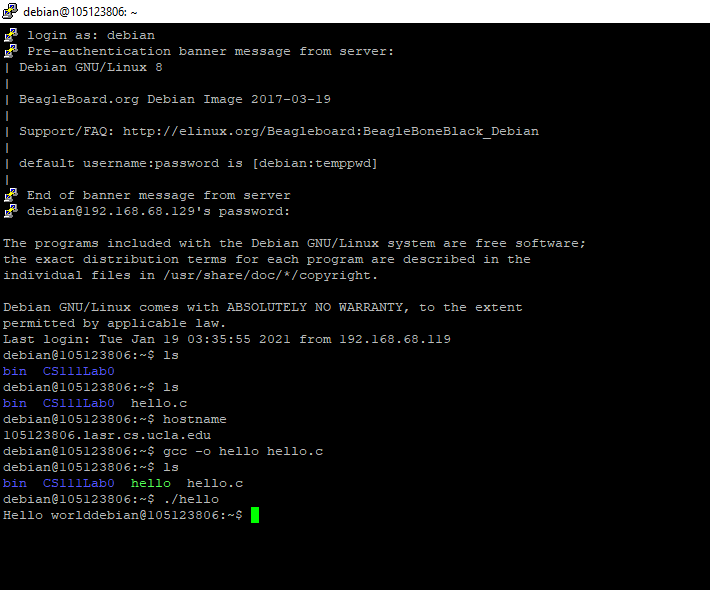 debian@105123806: ~
login as: debian
Pre-authentication banner message from server:
| Debian GNU/Linux 8
|
| BeagleBoard.org Debian Image 2017-03-19
|
| Support/FAQ: http://elinux.org/Beagleboard:BeagleBoneBlack_Debian
|
| default username:password is [debian:temppwd]
|
End of banner message from server
debian@192.168.68.129's password:

The programs included with the Debian GNU/Linux system are free software;
the exact distribution terms for each program are described in the
individual files in /usr/share/doc/*/copyright.

Debian GNU/Linux comes with ABSOLUTELY NO WARRANTY, to the extent
permitted by applicable law.
Last login: Tue Jan 19 03:35:55 2021 from 192.168.68.119
debian@105123806:~$ ls
bin  CS111Lab0
debian@105123806:~$ ls
bin  CS111Lab0  hello.c
debian@105123806:~$ hostname
105123806.lasr.cs.ucla.edu
debian@105123806:~$ gcc -o hello hello.c
debian@105123806:~$ ls
bin  CS111Lab0  hello  hello.c
debian@105123806:~$ ./hello
Hello worlddebian@105123806:~$